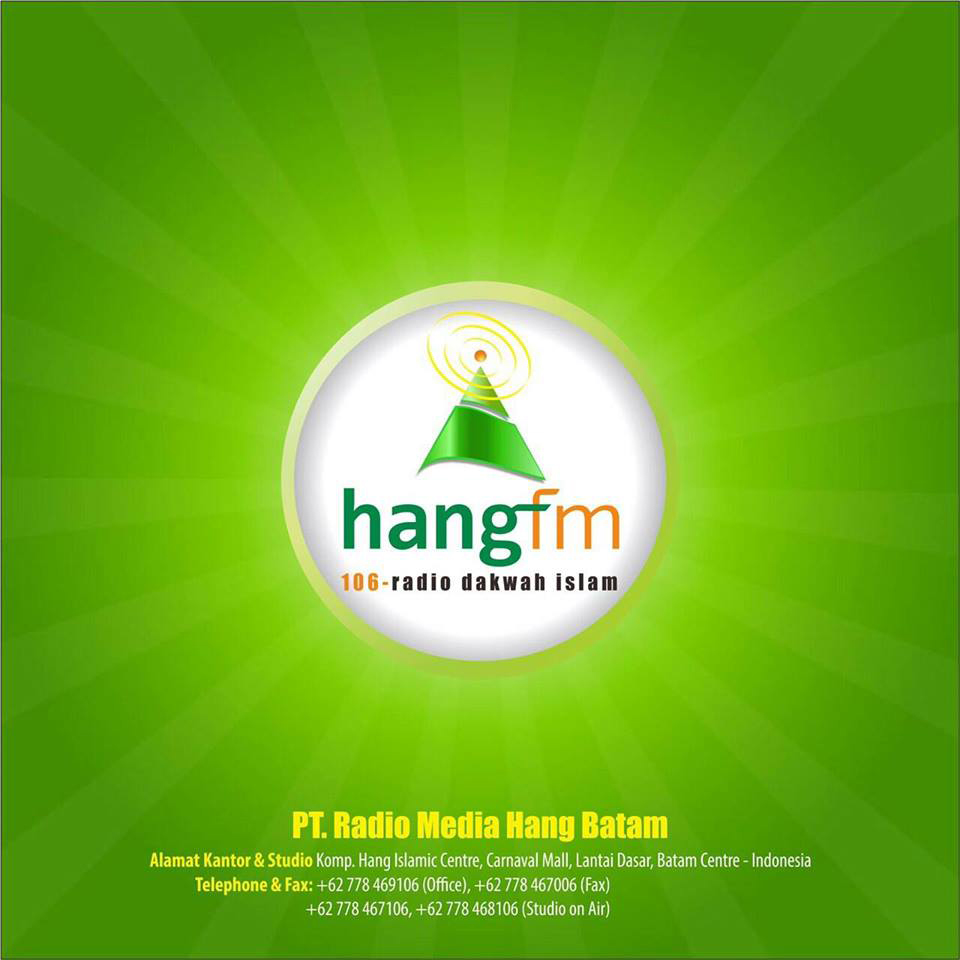 hangfm
106-radio dakwah islam
PT. Radio Media Hang Batam
Alamat Kantor & Studio Komp. Hang Islamic Centre, Carnaval Mall, Lantai Dasar, Batam Centre - Indonesia
Telephone & Fax: +62 778 469106 (Office), +62 778 467006 (Fax)
+62 778 467106, +62 778 468106 (Studio on Air)